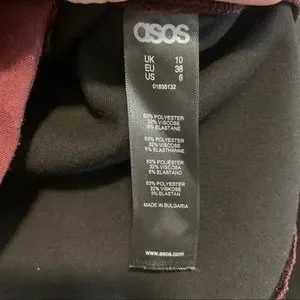 asos
UK 10
EU 38
US 6
01835132
63% POLYESTER
32% VISCOSE
5% ELASTANE
63% POLYESTER
32% VISCOSE
5% ELASTHANNE
63% POLIÉSTER
32% VISCOSA
5% ELASTANO
63% POLYESTER
32% VISKOSE
5% ELASTAN
MADE IN BULGARIA
www.asos.com